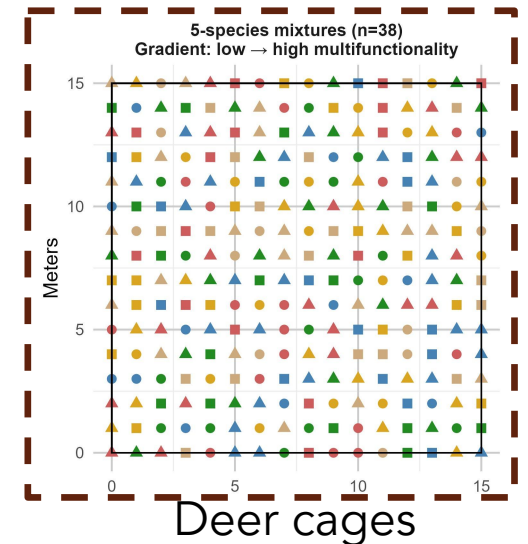 5-species mixtures (n=38)
Gradient: low → high multifunctionality
Meters
15
10
5
0
0
5
10
15
Deer cages